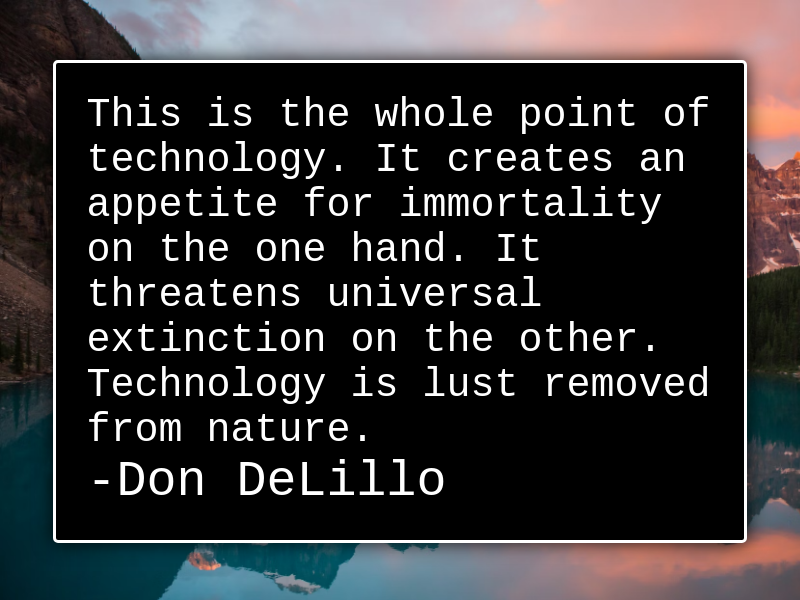 This is the whole point of
technology. It creates an
appetite for immortality
on the one hand. It
threatens universal
extinction on the other.
Technology is lust removed
from nature.
-Don DeLillo